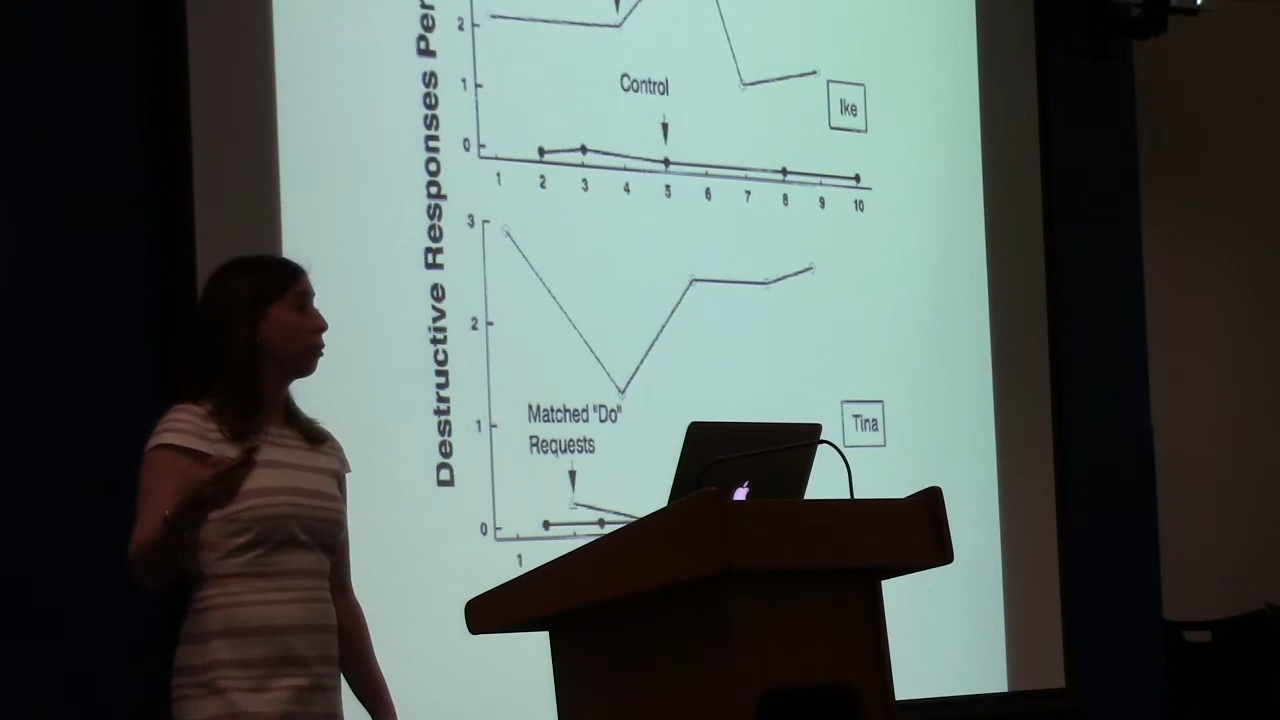 Destructive Responses Per
2
1
0
Control
Ike
1 2 3 4 5 6 7 8 9 10
3
2
1
0
Matched "Do"
Requests
Tina
1